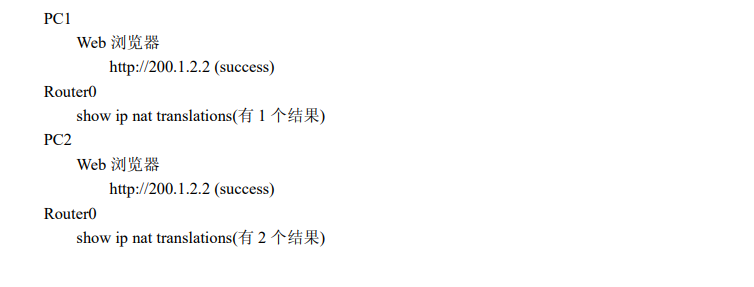 PC1
Web 浏览器
http://200.1.2.2 (success)
Router0
show ip nat translations(有 1 个结果)
PC2
Web 浏览器
http://200.1.2.2 (success)
Router0
show ip nat translations(有 2 个结果)